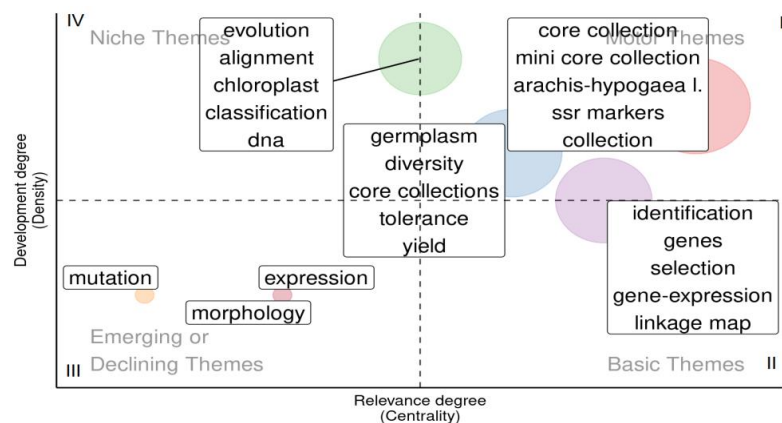 IV
Niche Themes
evolution
alignment
chloroplast
classification
dna
Motor Themes
core collection
mini core collection
arachis-hypogaea l.
ssr markers
collection
I
germplasm
diversity
core collections
tolerance
yield
identification
genes
selection
gene-expression
linkage map
mutation
expression
morphology
Emerging or
Declining Themes
III
Basic Themes
II
Development degree
(Density)
Relevance degree
(Centrality)